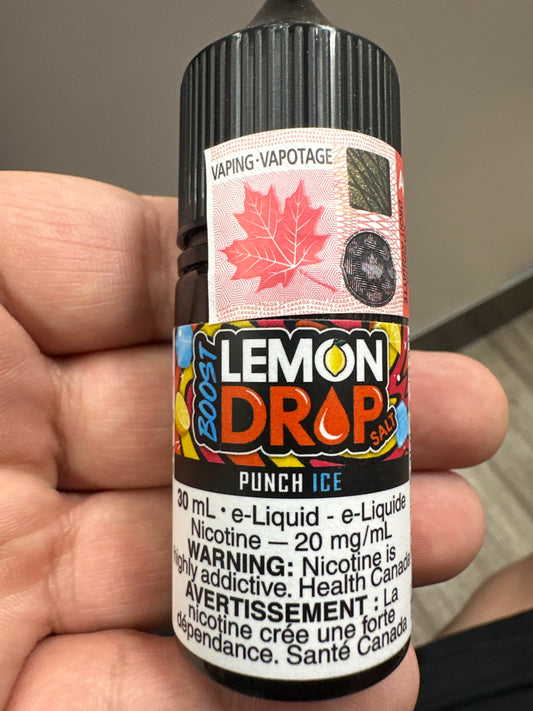 VAPING·VAPOTAGE
BOOST
LEMON
DROP
SALT
PUNCH ICE
30 mL • e-Liquid - e-Liquide
Nicotine — 20 mg/mL
WARNING: Nicotine is
highly addictive. Health Canada
AVERTISSEMENT : La
nicotine crée une forte
dépendance. Santé Canada